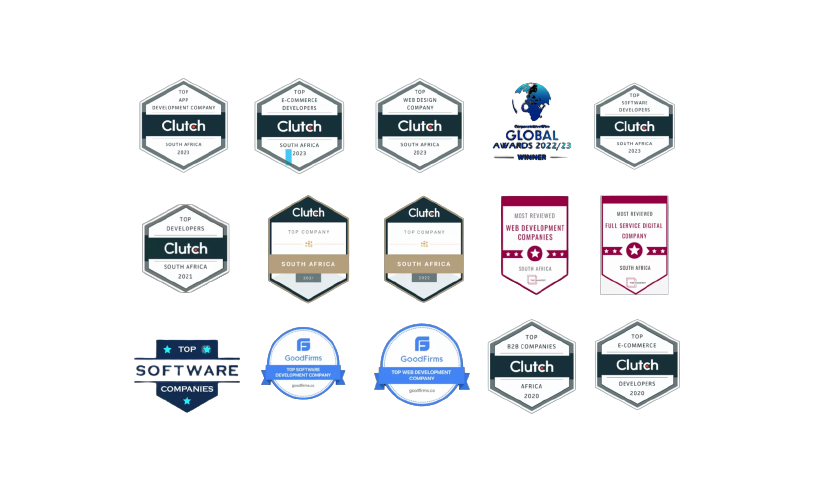 TOP
APP
DEVELOPMENT COMPANY
Clutch
SOUTH AFRICA
2023
TOP
E-COMMERCE
DEVELOPERS
Clutch
SOUTH AFRICA
2023
TOP
WEB DESIGN
COMPANY
Clutch
SOUTH AFRICA
2023
GLOBAL
AWARDS 2022/23
WINNER
TOP
SOFTWARE
DEVELOPERS
Clutch
SOUTH AFRICA
2023
TOP
DEVELOPERS
Clutch
SOUTH AFRICA
2021
Clutch
TOP COMPANY
SOUTH AFRICA
2021
Clutch
TOP COMPANY
SOUTH AFRICA
MOST REVIEWED
WEB DEVELOPMENT
COMPANIES
SOUTH AFRICA
MOST REVIEWED
FULL SERVICE DIGITAL
COMPANY
SOUTH AFRICA
TOP
SOFTWARE
COMPANIES
GoodFirms
TOP SOFTWARE
DEVELOPMENT COMPANY
goodfirms.co
GoodFirms
TOP WEB DEVELOPMENT
COMPANY
goodfirms.co
TOP
B2B COMPANIES
Clutch
AFRICA
2020
TOP
E-COMMERCE
Clutch
DEVELOPERS
2020